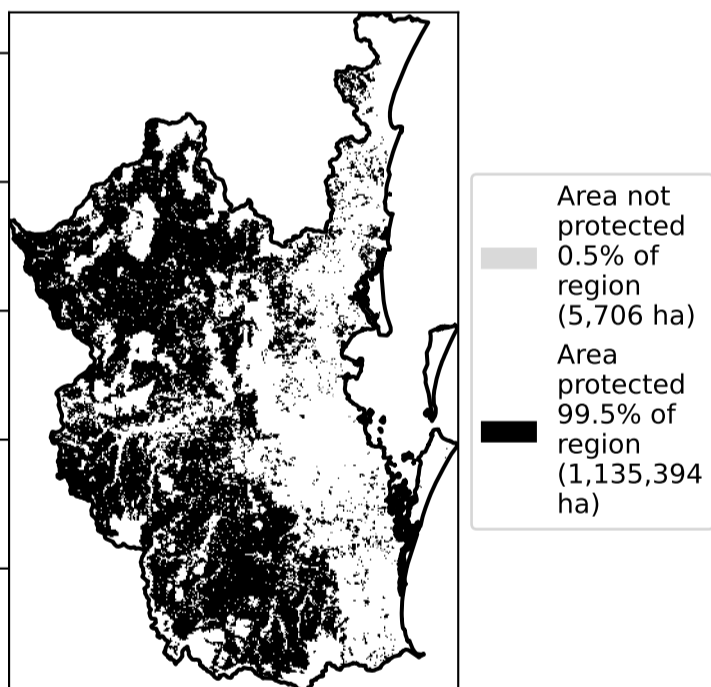 Area not
protected
0.5% of
region
(5,706 ha)
Area
protected
99.5% of
region
(1,135,394
ha)